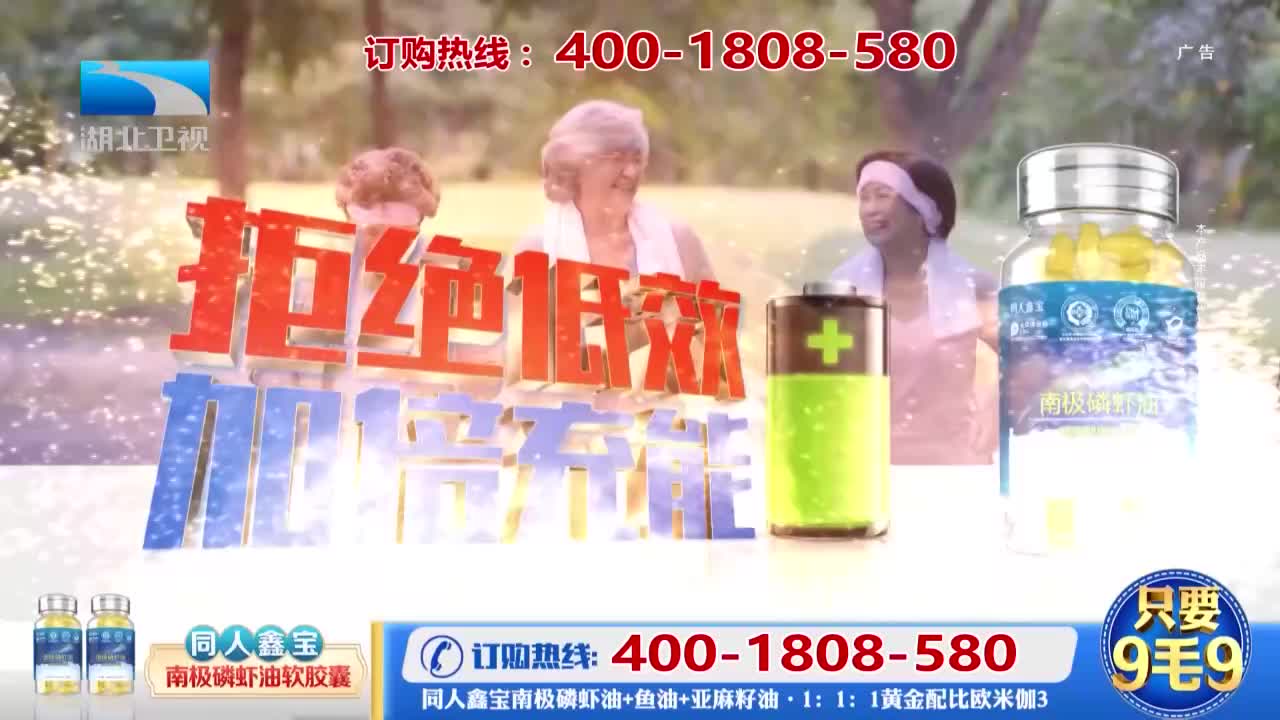 订购热线：400-1808-580
广告
湖北卫视
拒绝低效
加倍充能
同人鑫宝
南极磷虾油
同人鑫宝
南极磷虾油软胶囊
订购热线：400-1808-580
同人鑫宝南极磷虾油+鱼油+亚麻籽油·1：1：1黄金配比欧米伽3
只要
9毛9